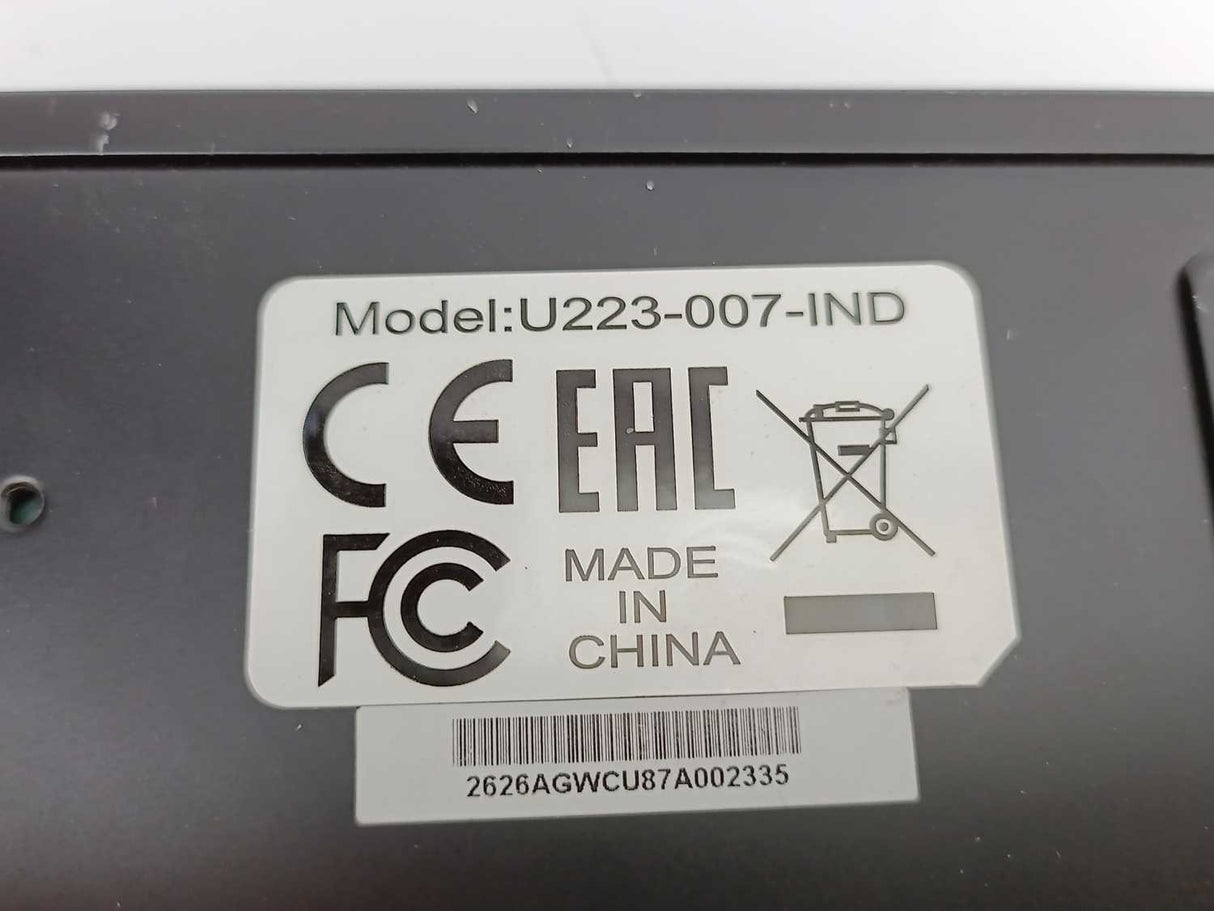 Model:U223-007-IND
CE EAC
FC
MADE
IN
CHINA
2626AGWCU87A002335